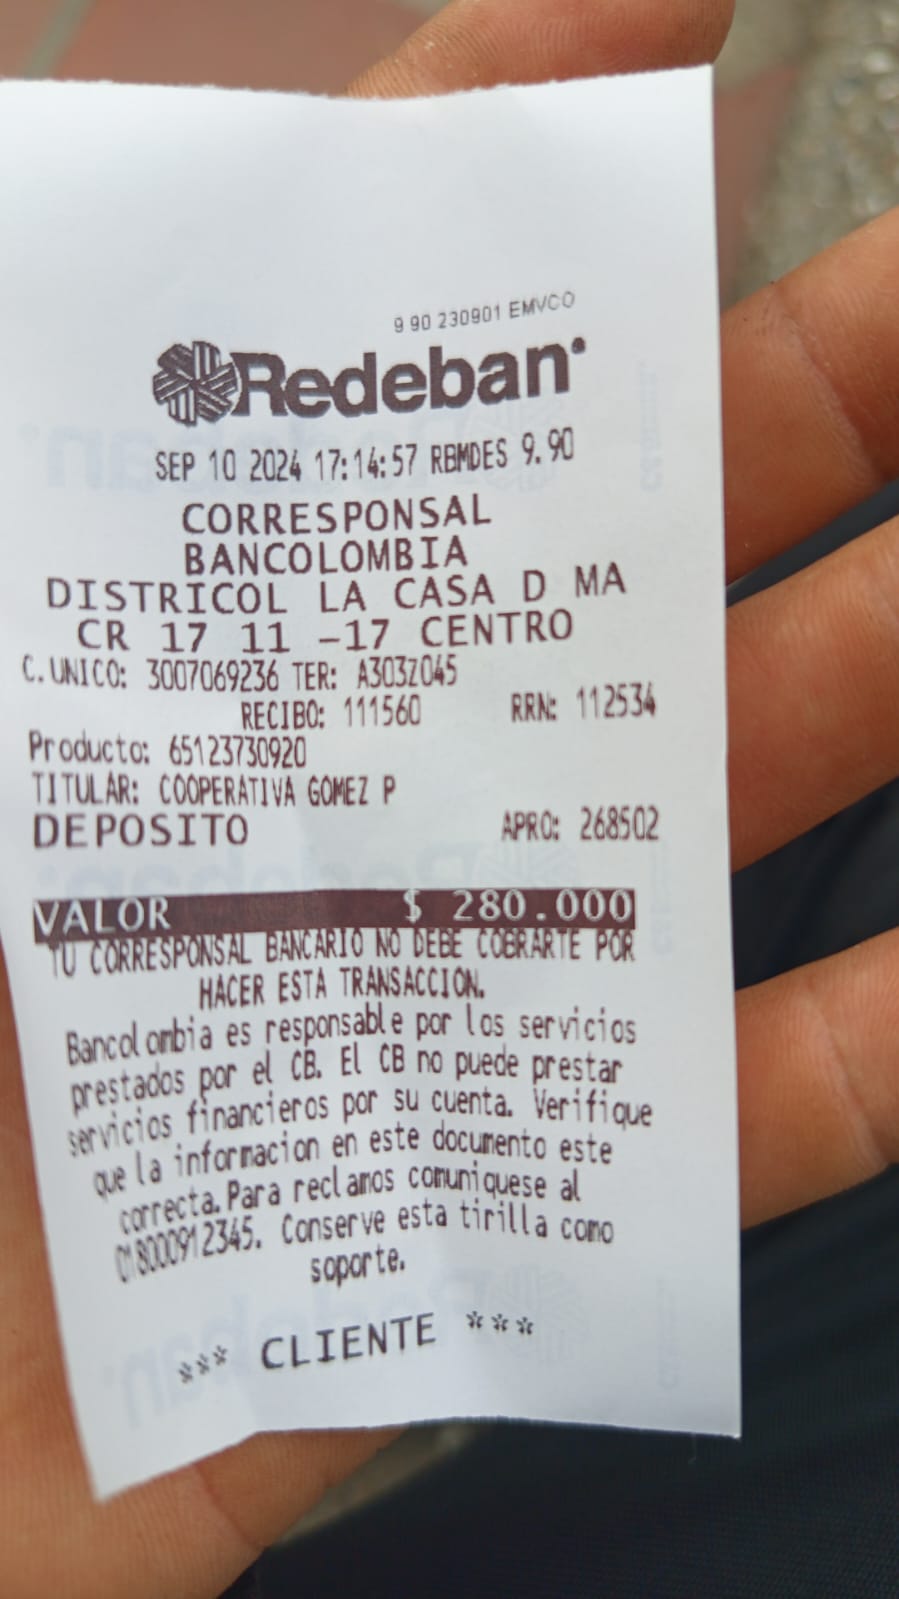 9 90 230901 EMVCO
Redeban
SEP 10 2024 17:14:57 RBMDES 9.90
CORRESPONSAL
BANCOLOMBIA
DISTRICOL LA CASA D MA
CR 17 11 -17 CENTRO
C.UNICO: 3007069236 TER: A303Z045
RECIBO: 111560 RRN: 112534
Producto: 65123730920
TITULAR: COOPERATIVA GOMEZ P
DEPOSITO APRO: 268502
VALOR $ 280.000
TU CORRESPONSAL BANCARIO NO DEBE COBRARTE POR
HACER ESTA TRANSACCION.
Bancolombia es responsable por los servicios
prestados por el CB. El CB no puede prestar
servicios financieros por su cuenta. Verifique
que la informacion en este documento este
correcta. Para reclamos comuniquese al
018000912345. Conserve esta tirilla como
soporte.
*** CLIENTE ***